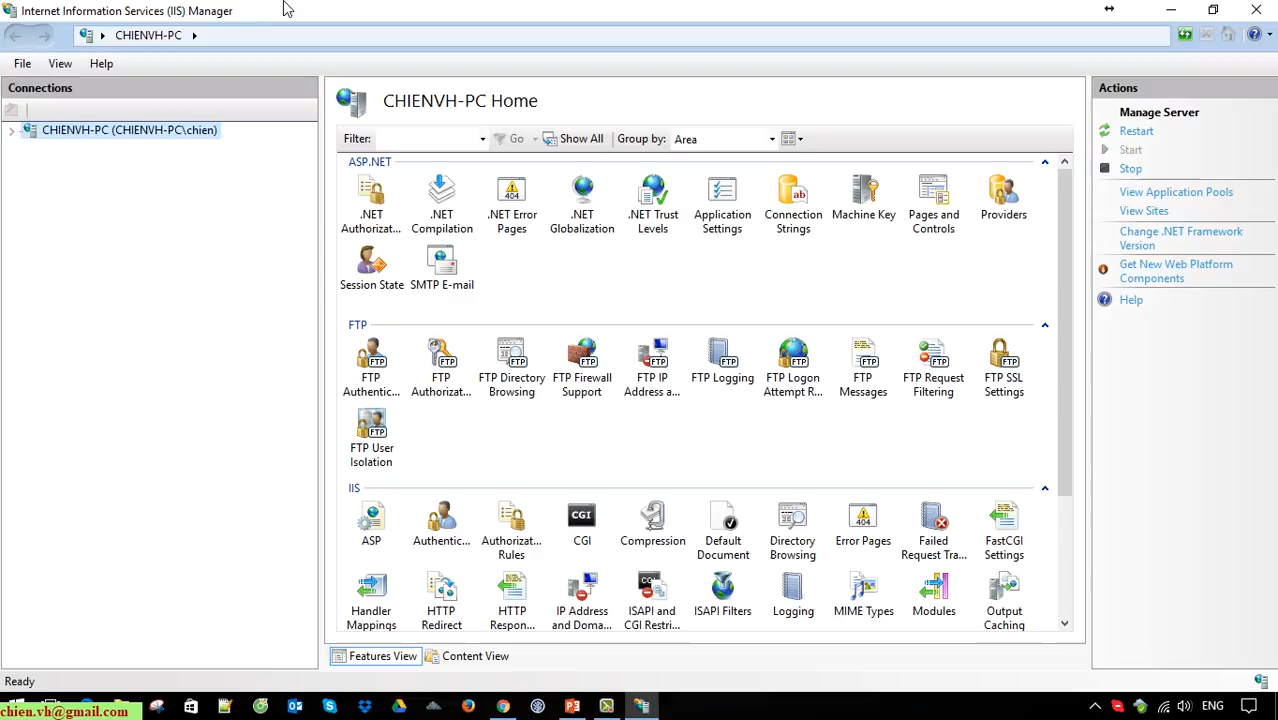 Internet Information Services (IIS) Manager
CHIENVH-PC
File View Help
Connections
CHIENVH-PC (CHIENVH-PC\chien)
CHIENVH-PC Home
Filter: Go Show All Group by: Area
ASP.NET
.NET Authorizat...
.NET Compilation
.NET Error Pages
.NET Globalization
.NET Trust Levels
Application Settings
Connection Strings
Machine Key
Pages and Controls
Providers
Session State
SMTP E-mail
FTP
FTP Authentic...
FTP Authorizat...
FTP Directory Browsing
FTP Firewall Support
FTP IP Address a...
FTP Logging
FTP Logon Attempt R...
FTP Messages
FTP Request Filtering
FTP SSL Settings
FTP User Isolation
IIS
ASP
Authentic...
Authorizat... Rules
CGI
Compression
Default Document
Directory Browsing
Error Pages
Failed Request Tra...
FastCGI Settings
Handler Mappings
HTTP Redirect
HTTP Respon...
IP Address and Doma...
ISAPI and CGI Restri...
ISAPI Filters
Logging
MIME Types
Modules
Output Caching
Features View Content View
Actions
Manage Server
Restart
Start
Stop
View Application Pools
View Sites
Change .NET Framework
Version
Get New Web Platform
Components
Help
Ready
chien.vh@gmail.com
ENG